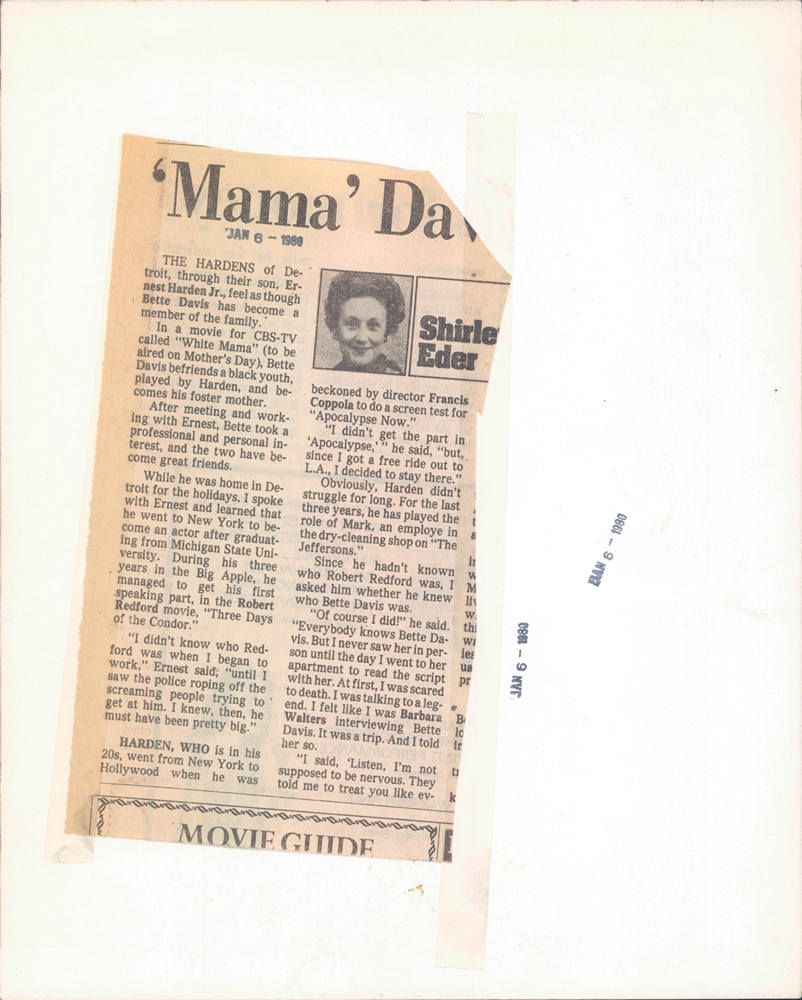 ‘Mama’ Dav
JAN 6 - 1980
THE HARDENS of De-
troit, through their son, Er-
nest Harden Jr., feel as though
Bette Davis has become a
member of the family.
In a movie for CBS-TV
called "White Mama" (to be
aired on Mother's Day), Bette
Davis befriends a black youth,
played by Harden, and be-
comes his foster mother.
After meeting and work-
ing with Ernest, Bette took a
professional and personal in-
terest, and the two have be-
come great friends.
While he was home in De-
troit for the holidays, I spoke
with Ernest and learned that
he went to New York to be-
come an actor after graduat-
ing from Michigan State Uni-
versity. During his three
years in the Big Apple, he
managed to get his first
speaking part, in the Robert
Redford movie, "Three Days
of the Condor."
"I didn't know who Red-
ford was when I began to
work," Ernest said, "until I
saw the police roping off the
screaming people trying to
get at him. I knew, then, he
must have been pretty big."
HARDEN, WHO is in his
20s, went from New York to
Hollywood when he was
Shirle
Eder
beckoned by director Francis
Coppola to do a screen test for
"Apocalypse Now."
"I didn't get the part in
'Apocalypse,' " he said, "but,
since I got a free ride out to
L.A., I decided to stay there."
Obviously, Harden didn't
struggle for long. For the last
three years, he has played the
role of Mark, an employe in
the dry-cleaning shop on "The
Jeffersons."
Since he hadn't known
who Robert Redford was, I
asked him whether he knew
who Bette Davis was.
"Of course I did!" he said.
"Everybody knows Bette Da-
vis. But I never saw her in per-
son until the day I went to her
apartment to read the script
with her. At first, I was scared
to death. I was talking to a leg-
end. I felt like I was Barbara
Walters interviewing Bette
Davis. It was a trip. And I told
her so.
"I said, 'Listen, I'm not
supposed to be nervous. They
told me to treat you like ev-
MOVIE GUIDE
JAN 6 - 1980
JAN 6 - 1980